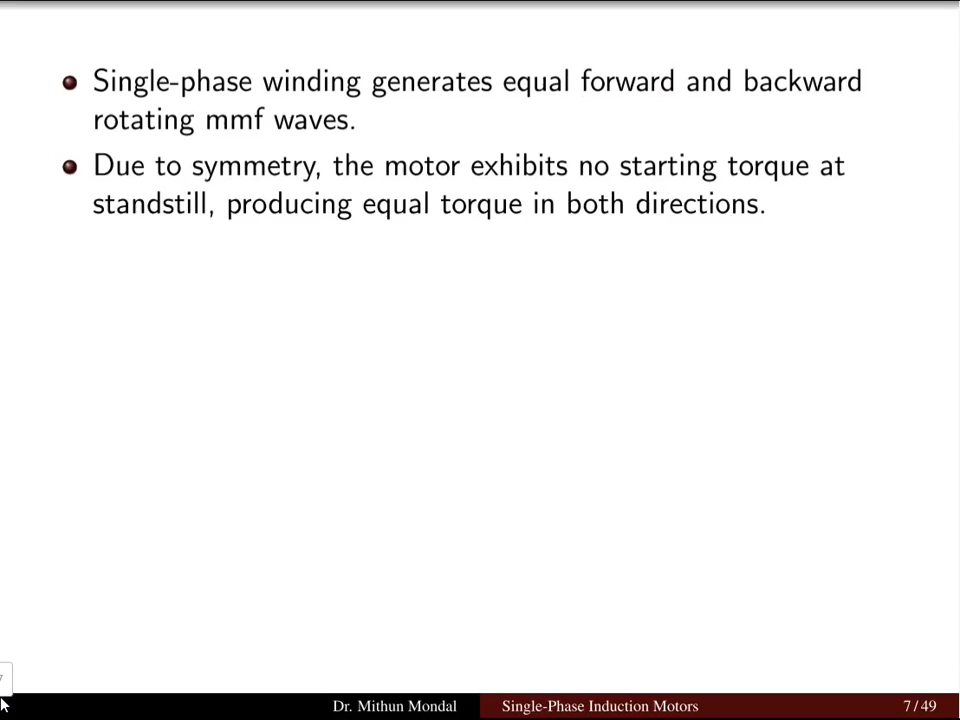 Single-phase winding generates equal forward and backward
rotating mmf waves.
Due to symmetry, the motor exhibits no starting torque at
standstill, producing equal torque in both directions.
7
Dr. Mithun Mondal Single-Phase Induction Motors 7 / 49